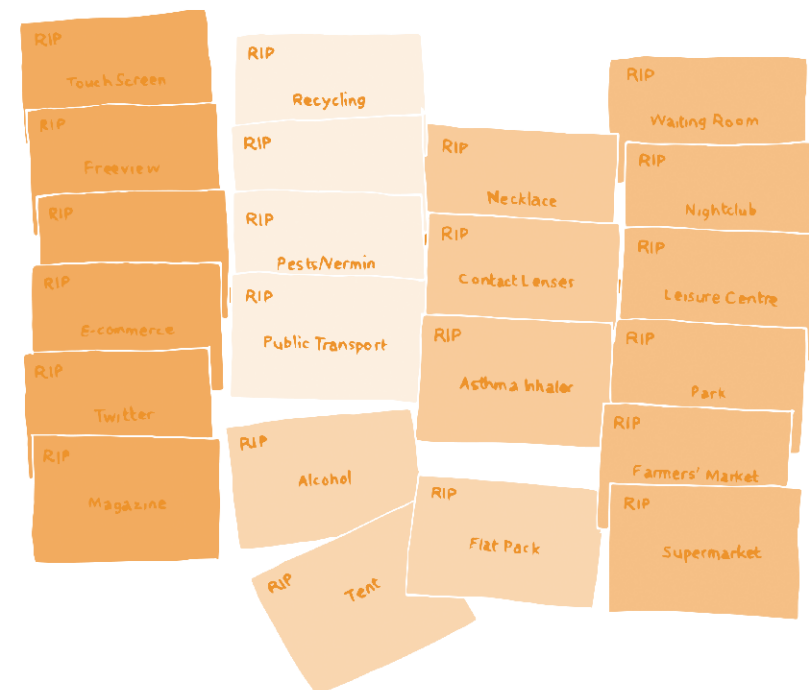 RIP
Touch Screen
RIP
Freeview
RIP
RIP
E-commerce
RIP
Twitter
RIP
Magazine
RIP
Recycling
RIP
RIP
Pests/Vermin
RIP
Public Transport
RIP
Alcohol
RIP
Tent
RIP
Necklace
RIP
Contact Lenses
RIP
Asthma Inhaler
RIP
Flat Pack
RIP
Waiting Room
RIP
Nightclub
RIP
Leisure Centre
RIP
Park
RIP
Farmers' Market
RIP
Supermarket